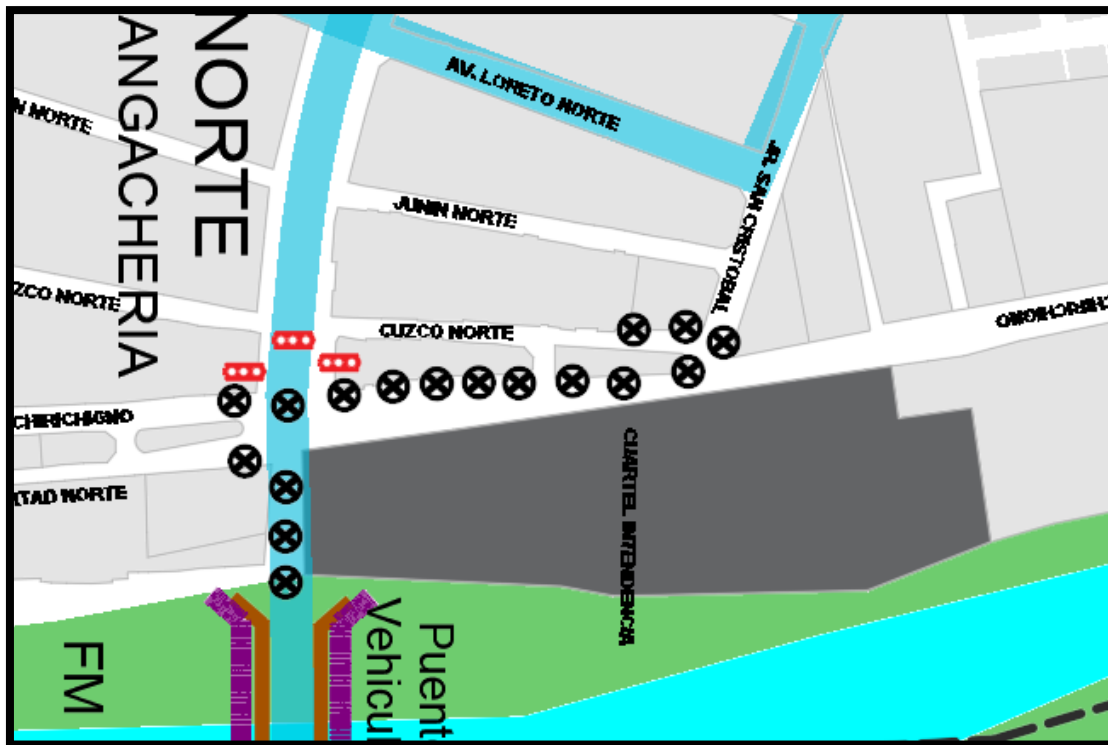 NORTE
ANGACHERIA
AV. LORETO NORTE
N NORTE
JR. SAN CRISTOBAL
JUNIN NORTE
ZCO NORTE
CUZCO NORTE
CHIRICHIGNO
CHIRICHIGNO
TAD NORTE
CUARTEL INTENDENCIA
Puent
Vehicul
FM